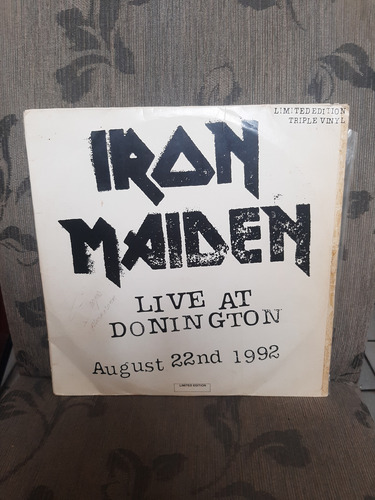 LIMITED EDITION
TRIPLE VINYL
IRON
MAIDEN
LIVE AT
DONINGTON
August 22nd 1992
LIMITED EDITION